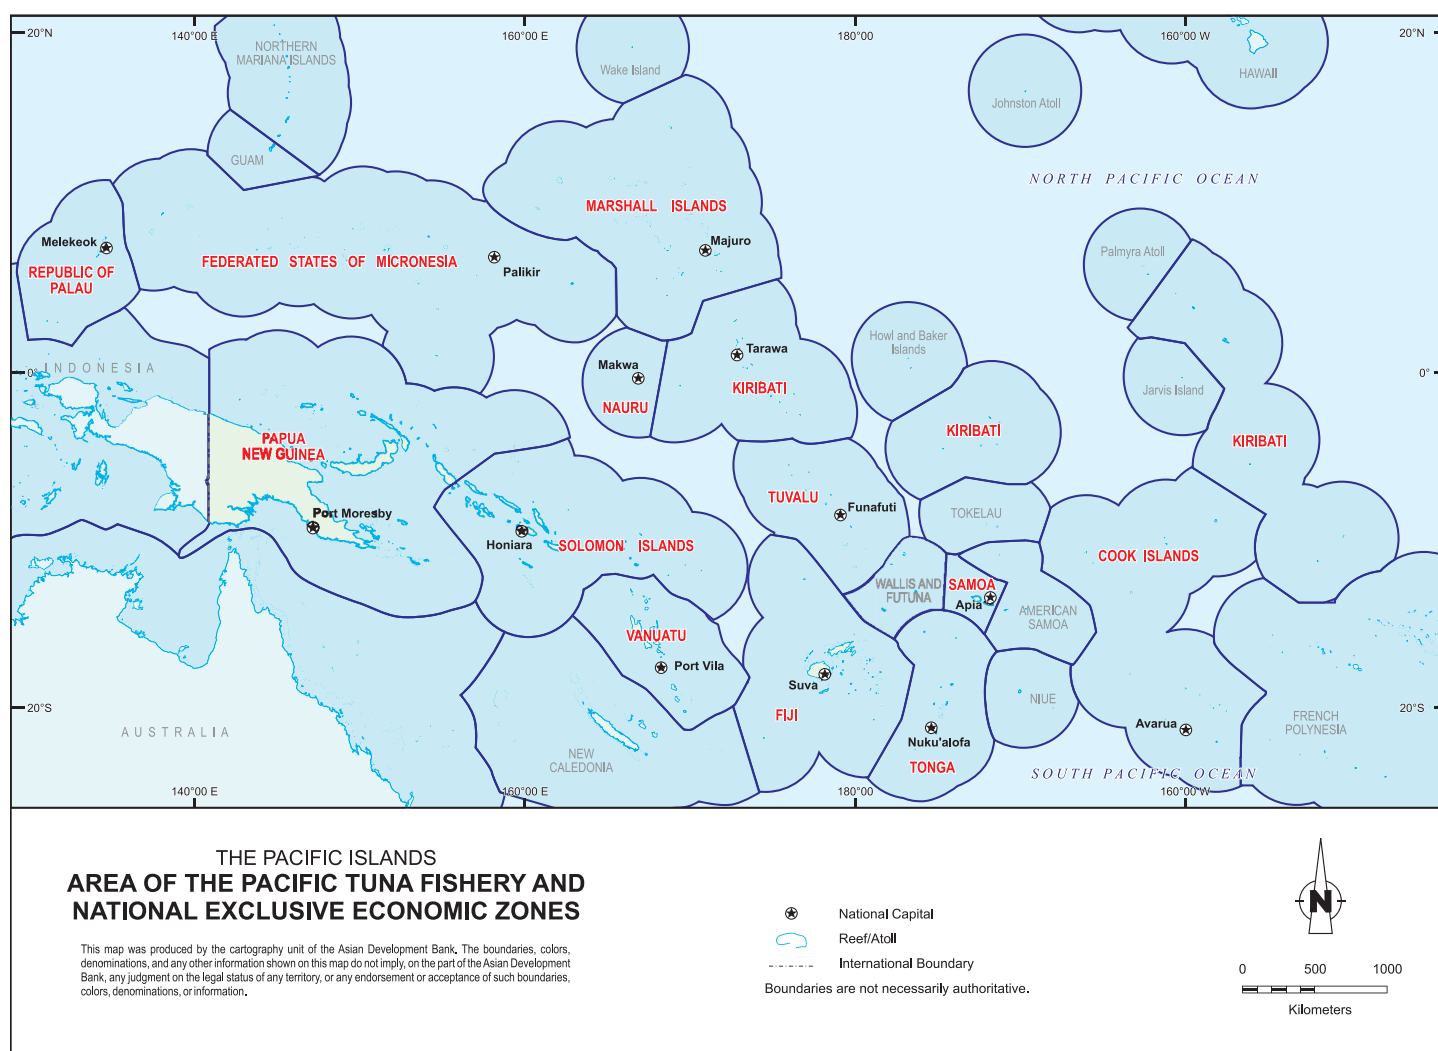 140°00 E
160°00 E
180°00
160°00 W
20°N
20°N
NORTHERN
MARIANA ISLANDS
Wake Island
HAWAII
Johnston Atoll
GUAM
NORTH PACIFIC OCEAN
MARSHALL ISLANDS
Majuro
Melekeok
REPUBLIC OF
PALAU
FEDERATED STATES OF MICRONESIA
Palikir
Palmyra Atoll
Howl and Baker
Islands
Tarawa
Makwa
KIRIBATI
NAURU
INDONESIA
0°
0°
Jarvis Island
KIRIBATI
KIRIBATI
PAPUA
NEW GUINEA
TUVALU
Funafuti
TOKELAU
Port Moresby
Honiara
SOLOMON ISLANDS
COOK ISLANDS
WALLIS AND
FUTUNA
SAMOA
Apia
AMERICAN
SAMOA
VANUATU
Port Vila
Suva
FIJI
NIUE
20°S
20°S
AUSTRALIA
NEW
CALEDONIA
Nuku'alofa
TONGA
Avarua
FRENCH
POLYNESIA
SOUTH PACIFIC OCEAN
140°00 E
160°00 E
180°00
160°00 W
THE PACIFIC ISLANDS
AREA OF THE PACIFIC TUNA FISHERY AND
NATIONAL EXCLUSIVE ECONOMIC ZONES
This map was produced by the cartography unit of the Asian Development Bank. The boundaries, colors,
denominations, and any other information shown on this map do not imply, on the part of the Asian Development
Bank, any judgment on the legal status of any territory, or any endorsement or acceptance of such boundaries,
colors, denominations, or information.
National Capital
Reef/Atoll
International Boundary
Boundaries are not necessarily authoritative.
N
0 500 1000
Kilometers